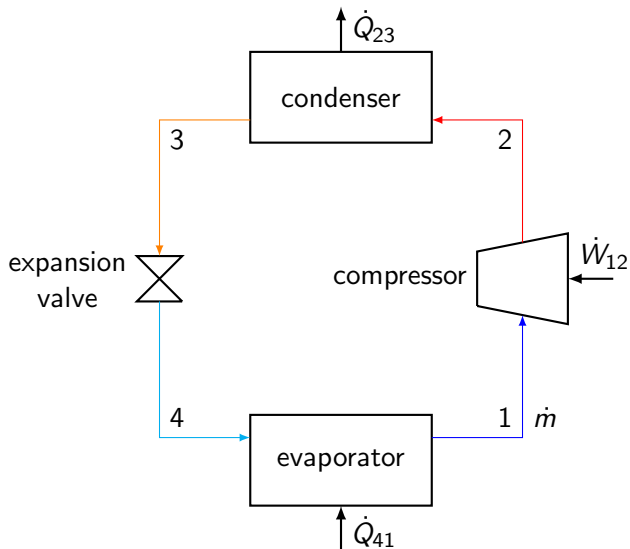 Q̇₂₃
condenser
3
2
expansion
valve
compressor
Ẇ₁₂
4
1
ṁ
evaporator
Q̇₄₁